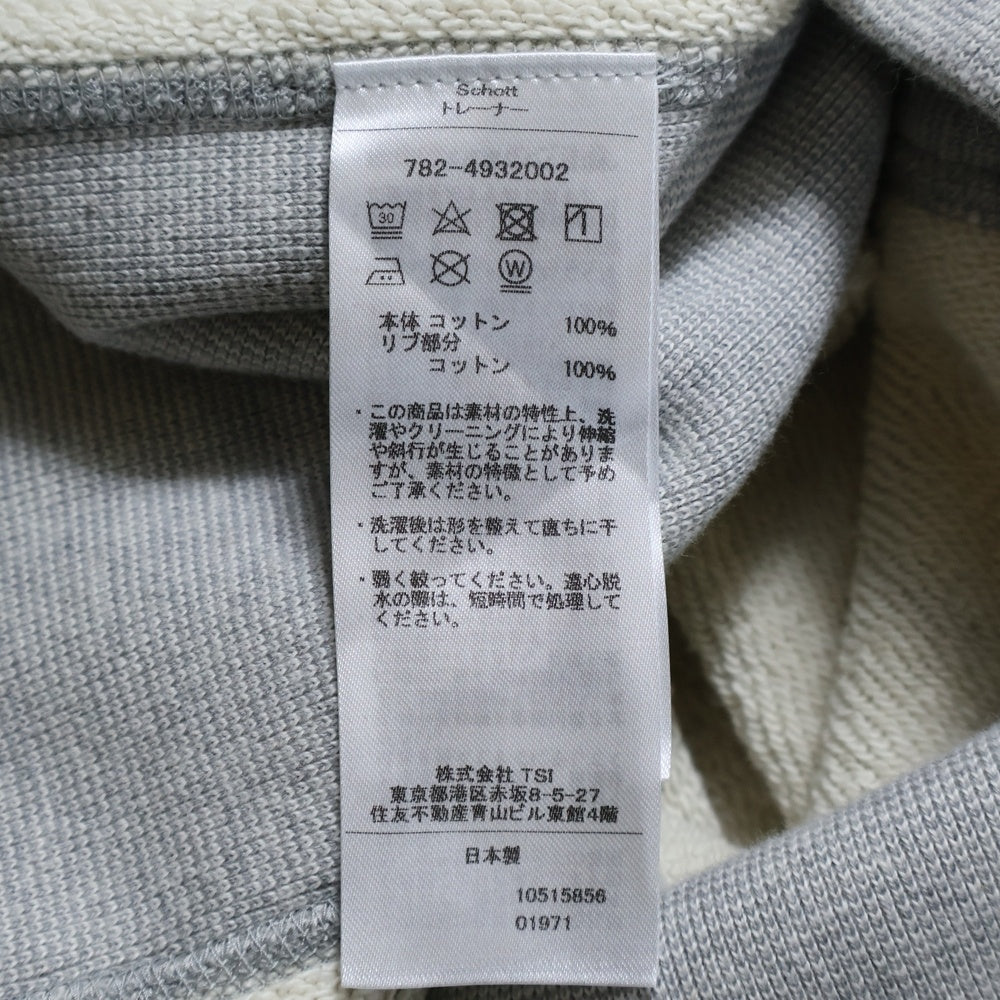 Schott
トレーナー
782-4932002
30
W
本体 コットン 100%
リブ部分
コットン 100%
・この商品は素材の特性上、洗
濯やクリーニングにより伸縮
や斜行が生じることがありま
すが、素材の特徴として予め
ご了承ください。
・洗濯後は形を整えて直ちに干
してください。
・弱く絞ってください。遠心脱
水の際は、短時間で処理して
ください。
株式会社 TSI
東京都港区赤坂8-5-27
住友不動産青山ビル東館4階
日本製
10515856
01971